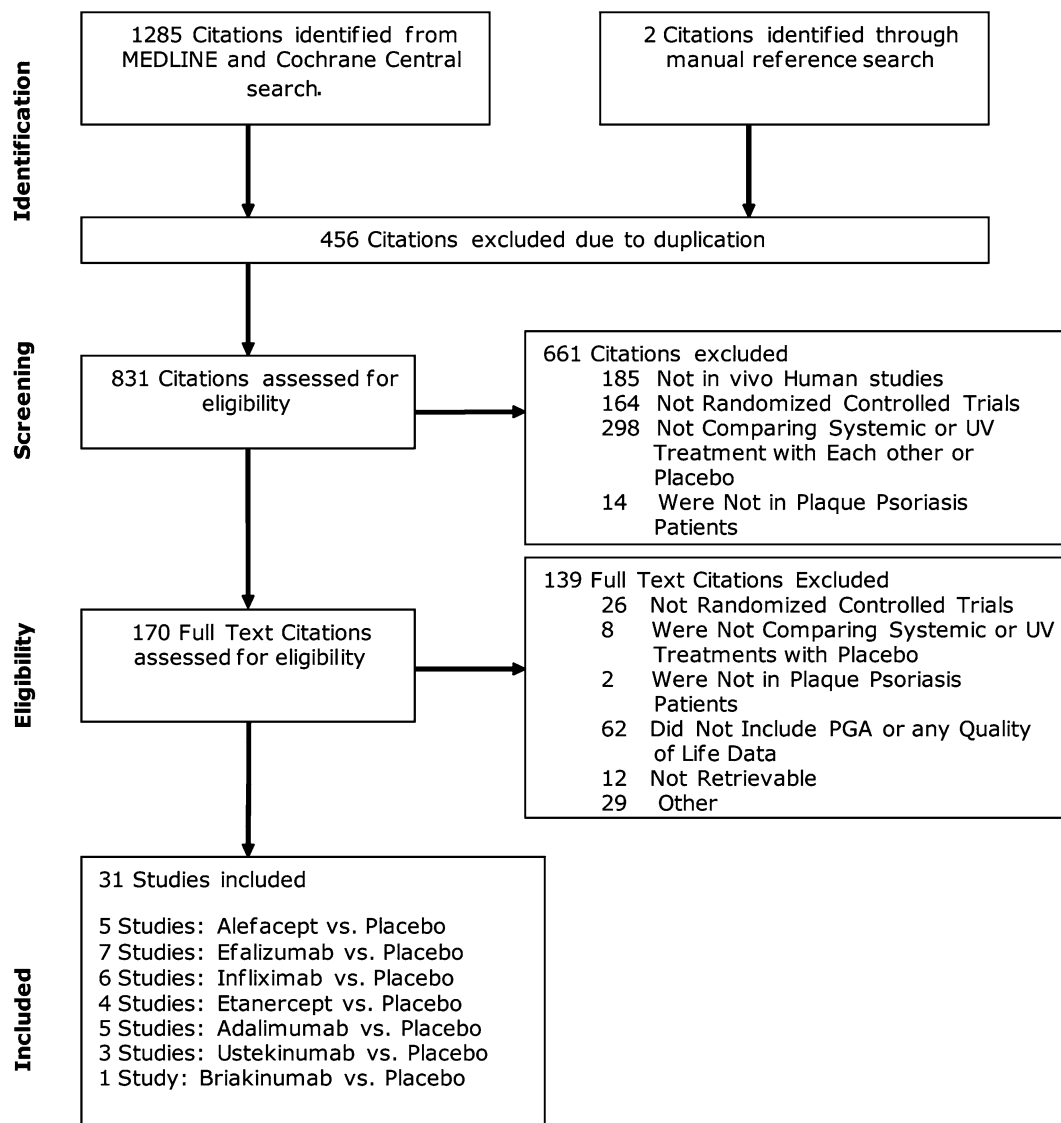 Identification
1285 Citations identified from
MEDLINE and Cochrane Central
search.
2 Citations identified through
manual reference search
456 Citations excluded due to duplication
Screening
831 Citations assessed for
eligibility
661 Citations excluded
185 Not in vivo Human studies
164 Not Randomized Controlled Trials
298 Not Comparing Systemic or UV
Treatment with Each other or
Placebo
14 Were Not in Plaque Psoriasis
Patients
Eligibility
170 Full Text Citations
assessed for eligibility
139 Full Text Citations Excluded
26 Not Randomized Controlled Trials
8 Were Not Comparing Systemic or UV
Treatments with Placebo
2 Were Not in Plaque Psoriasis
Patients
62 Did Not Include PGA or any Quality
of Life Data
12 Not Retrievable
29 Other
Included
31 Studies included
5 Studies: Alefacept vs. Placebo
7 Studies: Efalizumab vs. Placebo
6 Studies: Infliximab vs. Placebo
4 Studies: Etanercept vs. Placebo
5 Studies: Adalimumab vs. Placebo
3 Studies: Ustekinumab vs. Placebo
1 Study: Briakinumab vs. Placebo